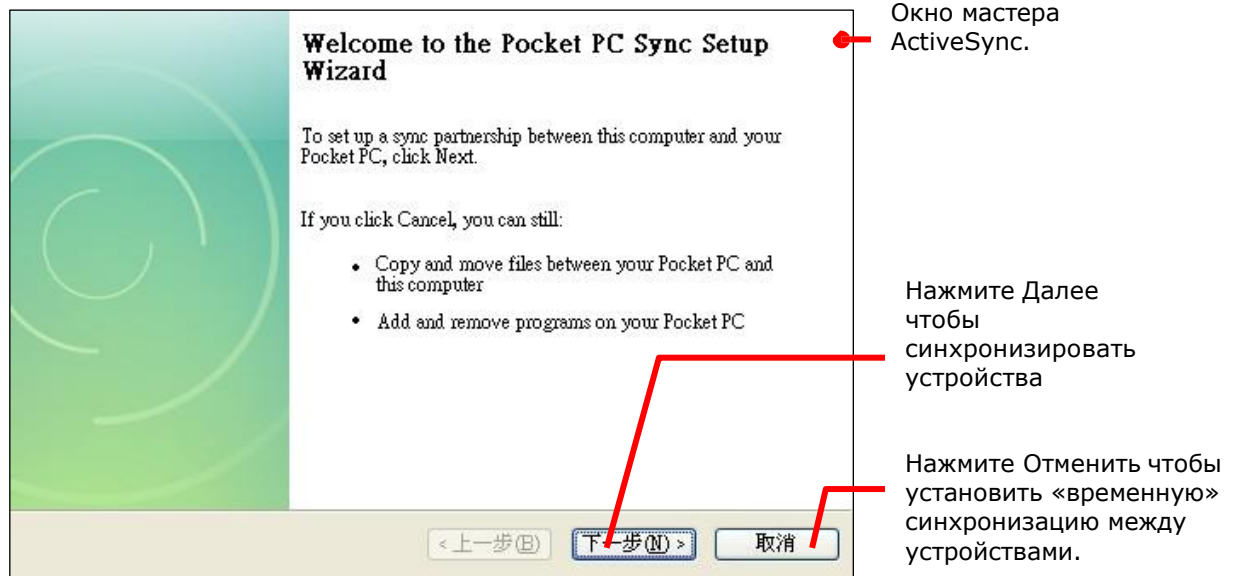 Welcome to the Pocket PC Sync Setup
Wizard
To set up a sync partnership between this computer and your
Pocket PC, click Next.
If you click Cancel, you can still:
• Copy and move files between your Pocket PC and
this computer
• Add and remove programs on your Pocket PC
<上一步(B)
下一步(N) >
取消
Окно мастера
ActiveSync.
Нажмите Далее
чтобы
синхронизировать
устройства
Нажмите Отменить чтобы
установить «временную»
синхронизацию между
устройствами.